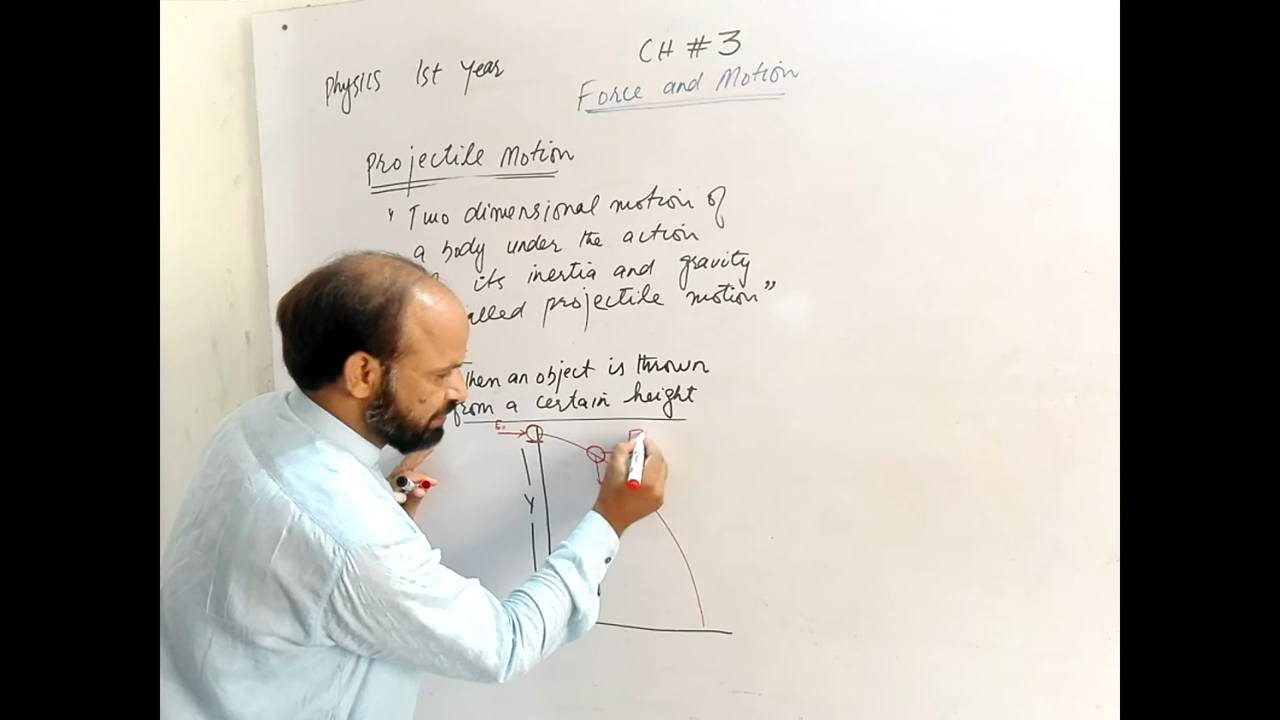 Physics 1st Year
CH # 3
Force and Motion
Projectile Motion
" Two dimensional motion of
a body under the action
its inertia and gravity
alled projectile motion "
hen an object is thrown
from a certain height
Y